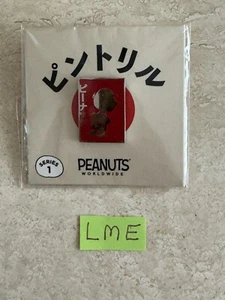 ピントリル
SERIES
1
PEANUTS
WORLDWIDE
LME